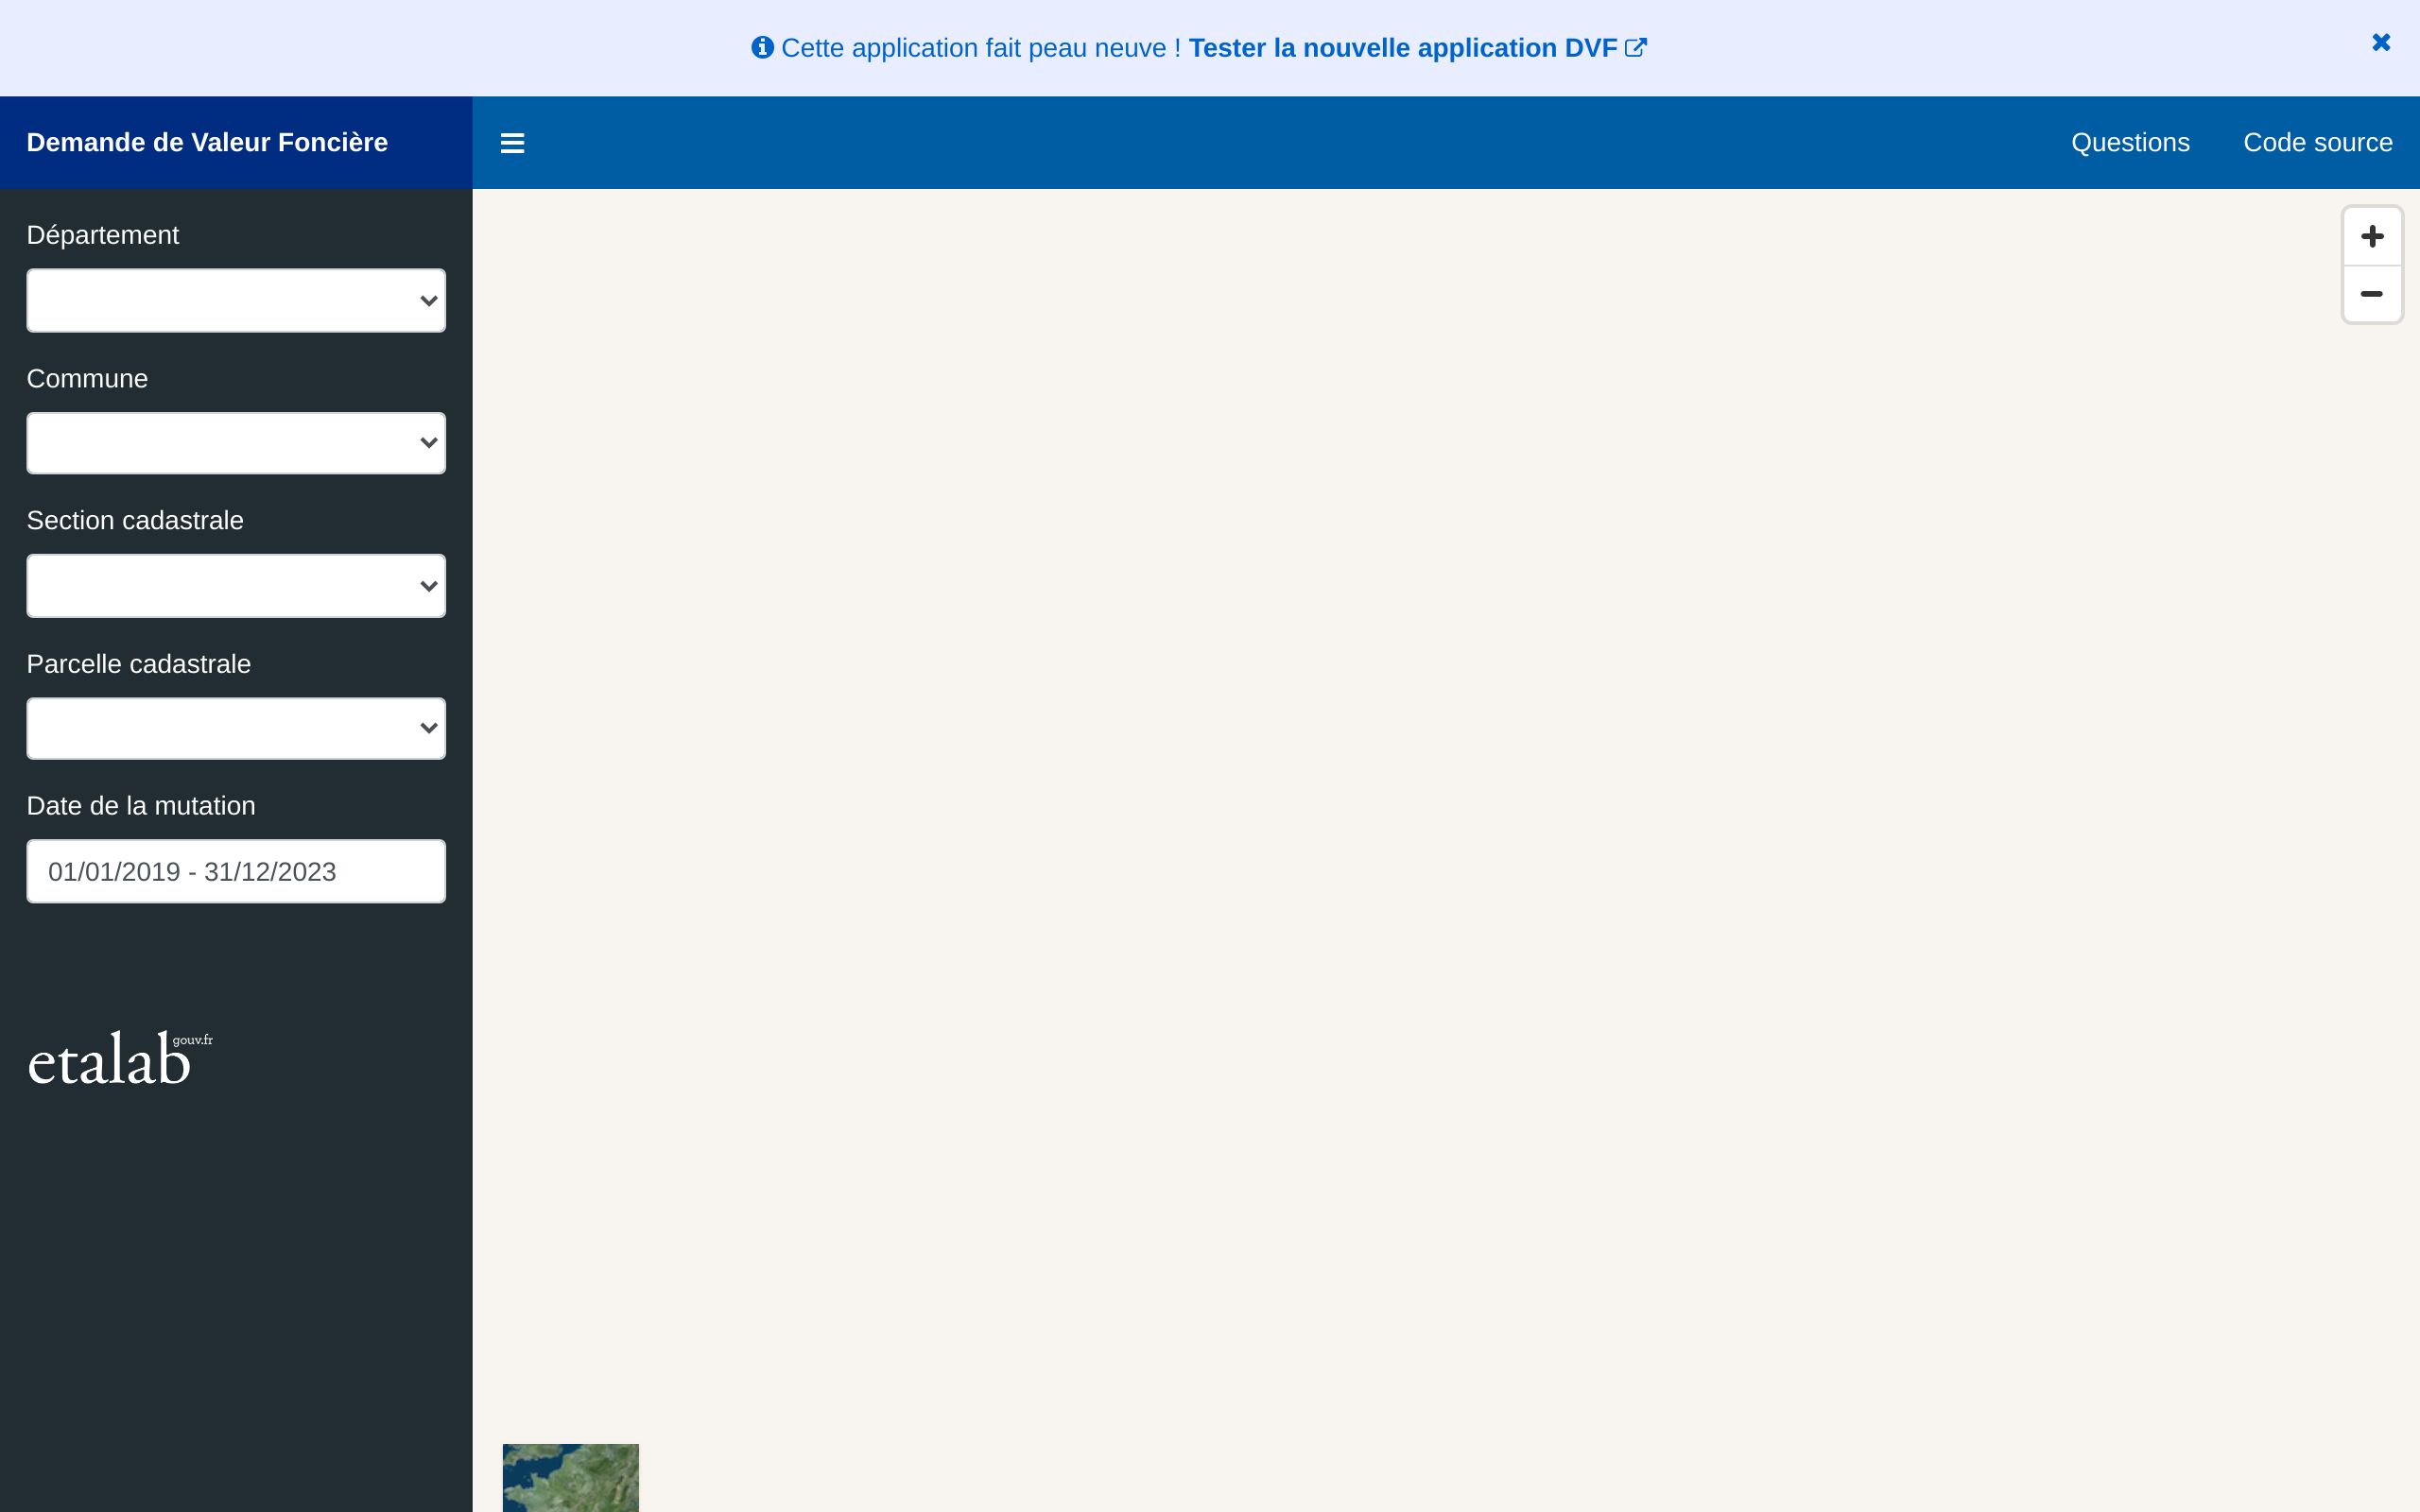 Cette application fait peau neuve ! Tester la nouvelle application DVF
Demande de Valeur Foncière
Questions
Code source
Département
Commune
Section cadastrale
Parcelle cadastrale
Date de la mutation
01/01/2019 - 31/12/2023
etalab gouv.fr